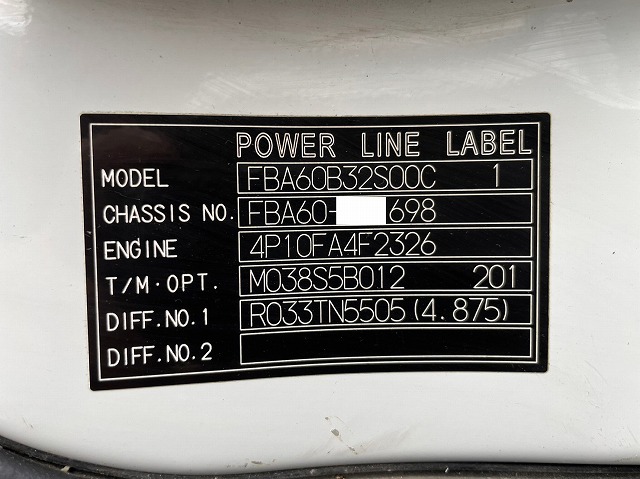 POWER LINE LABEL
MODEL FBA60B32S00C 1
CHASSIS NO. FBA60- 698
ENGINE 4P10FA4F2326
T/M·OPT. M038S5B012 201
DIFF.NO.1 R033TN5505(4.875)
DIFF.NO.2